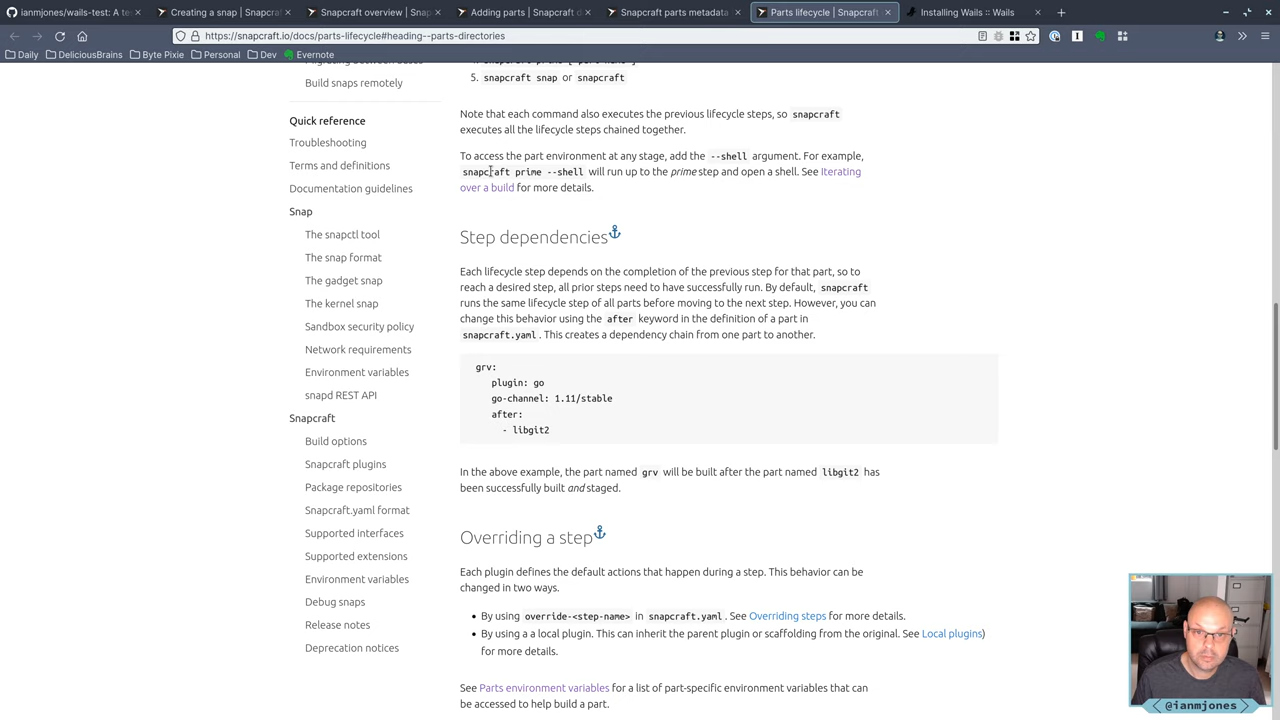 ianmjones/wails-test: A tes
Creating a snap | Snapcraft
Snapcraft overview | Snapc
Adding parts | Snapcraft d
Snapcraft parts metadata
Parts lifecycle | Snapcraft
Installing Wails :: Wails
https://snapcraft.io/docs/parts-lifecycle#heading--parts-directories
Daily
DeliciousBrains
Byte Pixie
Personal
Dev
Evernote
Build snaps remotely
Quick reference
Troubleshooting
Terms and definitions
Documentation guidelines
Snap
The snapctl tool
The snap format
The gadget snap
The kernel snap
Sandbox security policy
Network requirements
Environment variables
snapd REST API
Snapcraft
Build options
Snapcraft plugins
Package repositories
Snapcraft.yaml format
Supported interfaces
Supported extensions
Environment variables
Debug snaps
Release notes
Deprecation notices
5. snapcraft snap or snapcraft
Note that each command also executes the previous lifecycle steps, so snapcraft
executes all the lifecycle steps chained together.
To access the part environment at any stage, add the --shell argument. For example,
snapcraft prime --shell will run up to the prime step and open a shell. See Iterating
over a build for more details.
Step dependencies
Each lifecycle step depends on the completion of the previous step for that part, so to
reach a desired step, all prior steps need to have successfully run. By default, snapcraft
runs the same lifecycle step of all parts before moving to the next step. However, you can
change this behavior using the after keyword in the definition of a part in
snapcraft.yaml. This creates a dependency chain from one part to another.
grv:
plugin: go
go-channel: 1.11/stable
after:
- libgit2
In the above example, the part named grv will be built after the part named libgit2 has
been successfully built and staged.
Overriding a step
Each plugin defines the default actions that happen during a step. This behavior can be
changed in two ways.
• By using override-<step-name> in snapcraft.yaml. See Overriding steps for more details.
• By using a a local plugin. This can inherit the parent plugin or scaffolding from the original. See Local plugins)
for more details.
See Parts environment variables for a list of part-specific environment variables that can
be accessed to help build a part.
@ianmjones